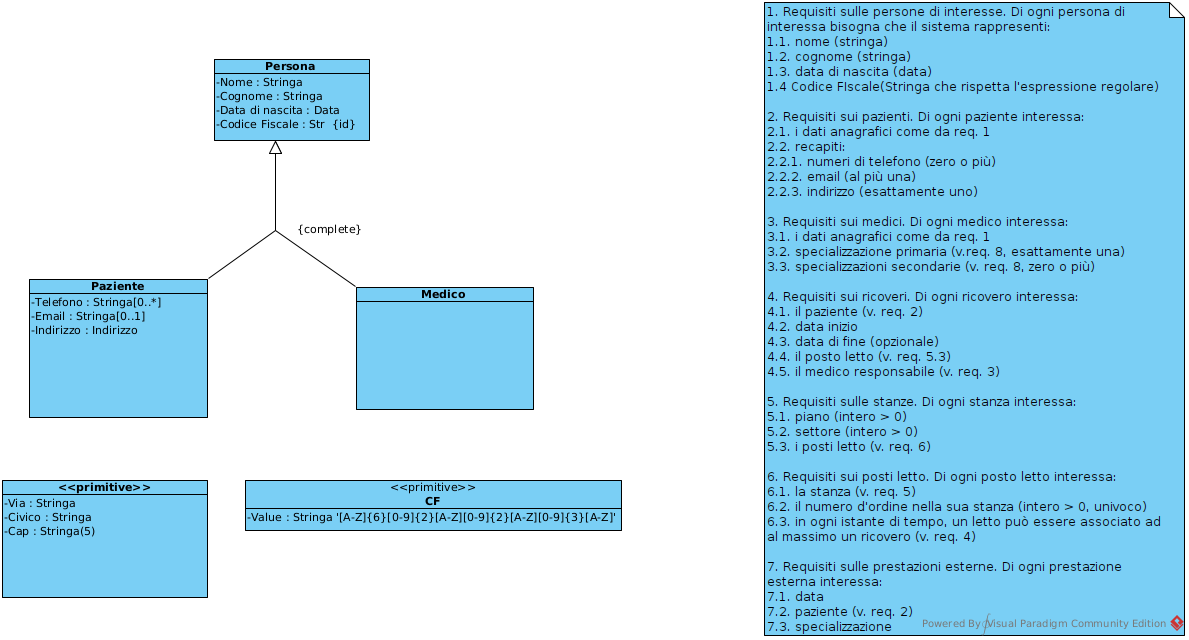 Persona
-Nome : Stringa
-Cognome : Stringa
-Data di nascita : Data
-Codice Fiscale : Str {id}
{complete}
Paziente
-Telefono : Stringa[0..*]
-Email : Stringa[0..1]
-Indirizzo : Indirizzo
Medico
<<primitive>>
-Via : Stringa
-Civico : Stringa
-Cap : Stringa(5)
<<primitive>>
CF
-Value : Stringa '[A-Z]{6}[0-9]{2}[A-Z][0-9]{2}[A-Z][0-9]{3}[A-Z]'
1. Requisiti sulle persone di interesse. Di ogni persona di
interessa bisogna che il sistema rappresenti:
1.1. nome (stringa)
1.2. cognome (stringa)
1.3. data di nascita (data)
1.4 Codice FIscale(Stringa che rispetta l'espressione regolare)
2. Requisiti sui pazienti. Di ogni paziente interessa:
2.1. i dati anagrafici come da req. 1
2.2. recapiti:
2.2.1. numeri di telefono (zero o più)
2.2.2. email (al più una)
2.2.3. indirizzo (esattamente uno)
3. Requisiti sui medici. Di ogni medico interessa:
3.1. i dati anagrafici come da req. 1
3.2. specializzazione primaria (v.req. 8, esattamente una)
3.3. specializzazioni secondarie (v. req. 8, zero o più)
4. Requisiti sui ricoveri. Di ogni ricovero interessa:
4.1. il paziente (v. req. 2)
4.2. data inizio
4.3. data di fine (opzionale)
4.4. il posto letto (v. req. 5.3)
4.5. il medico responsabile (v. req. 3)
5. Requisiti sulle stanze. Di ogni stanza interessa:
5.1. piano (intero > 0)
5.2. settore (intero > 0)
5.3. i posti letto (v. req. 6)
6. Requisiti sui posti letto. Di ogni posto letto interessa:
6.1. la stanza (v. req. 5)
6.2. il numero d'ordine nella sua stanza (intero > 0, univoco)
6.3. in ogni istante di tempo, un letto può essere associato ad
al massimo un ricovero (v. req. 4)
7. Requisiti sulle prestazioni esterne. Di ogni prestazione
esterna interessa:
7.1. data
7.2. paziente (v. req. 2)
7.3. specializzazione
Powered By Visual Paradigm Community Edition